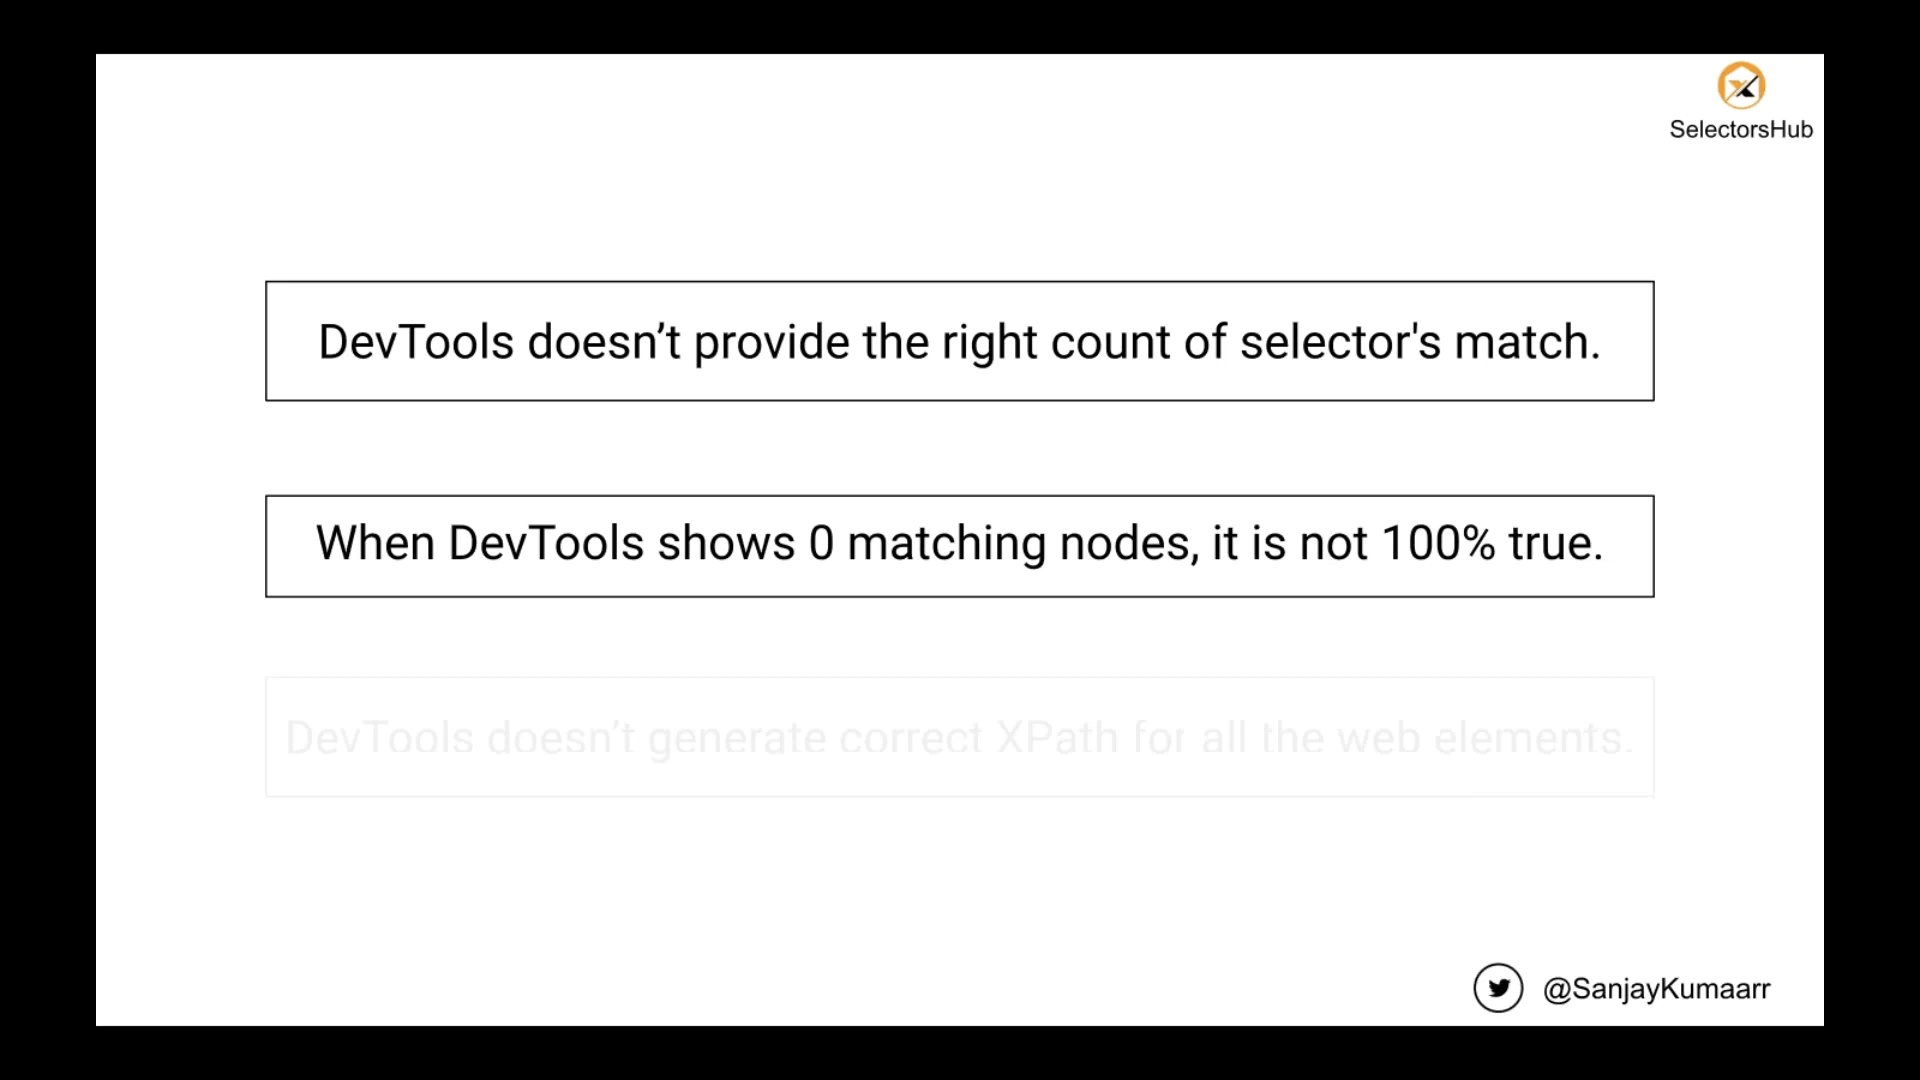 SelectorsHub
DevTools doesn’t provide the right count of selector's match.
When DevTools shows 0 matching nodes, it is not 100% true.
DevTools doesn’t generate correct XPath for all the web elements.
@SanjayKumaarr